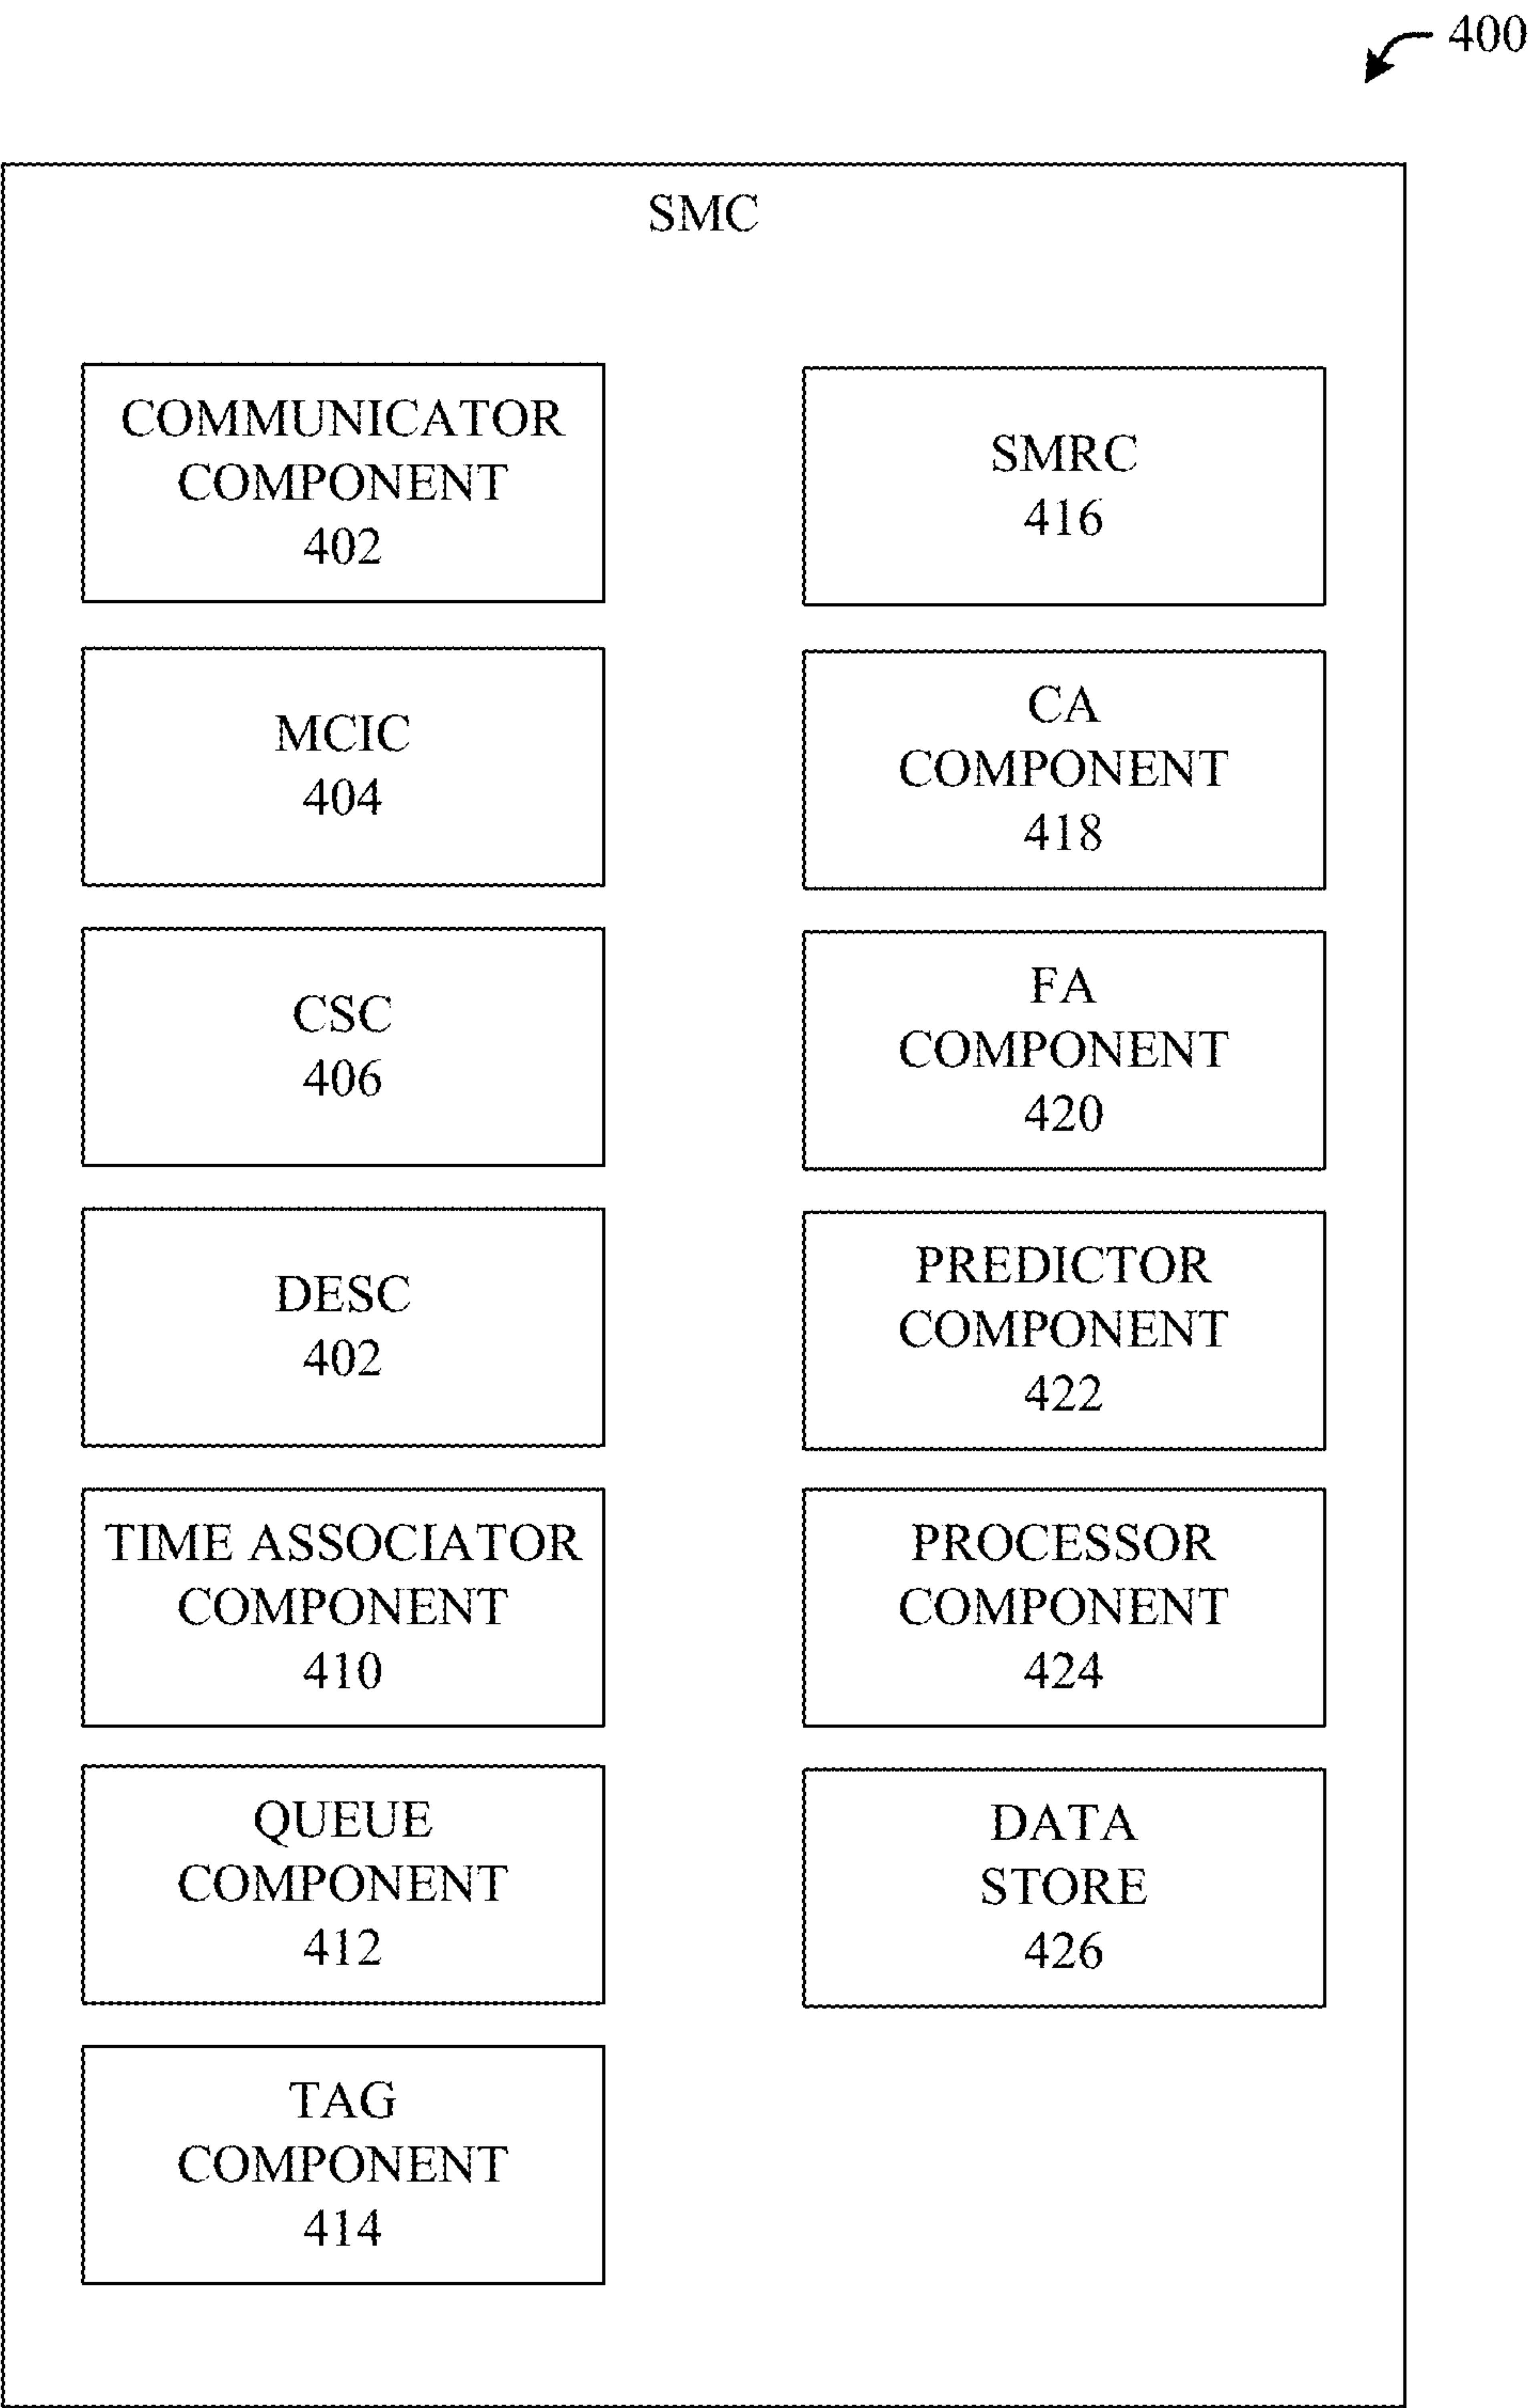 400
SMC
COMMUNICATOR
COMPONENT
402
MCIC
404
CSC
406
DESC
402
TIME ASSOCIATOR
COMPONENT
410
QUEUE
COMPONENT
412
TAG
COMPONENT
414
SMRC
416
CA
COMPONENT
418
FA
COMPONENT
420
PREDICTOR
COMPONENT
422
PROCESSOR
COMPONENT
424
DATA
STORE
426